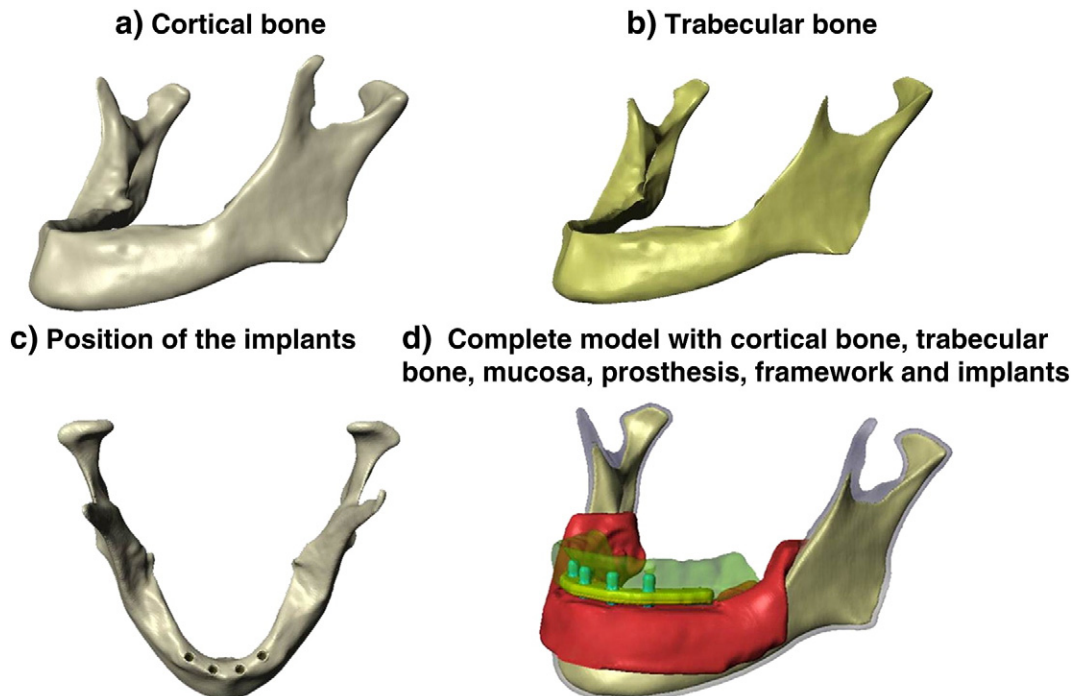 a) Cortical bone
b) Trabecular bone
c) Position of the implants
d) Complete model with cortical bone, trabecular
bone, mucosa, prosthesis, framework and implants